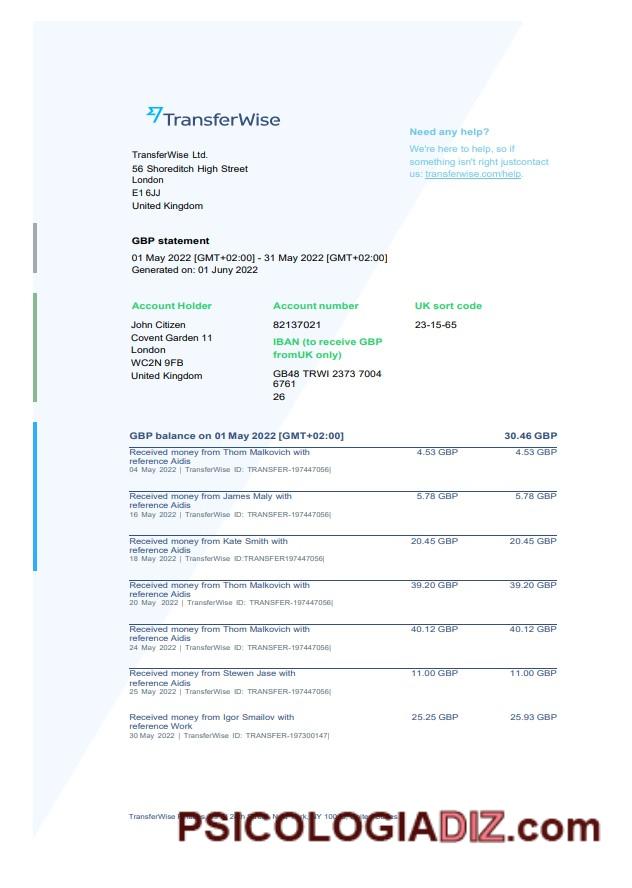 TransferWise
Need any help?
We're here to help, so if
something isn't right justcontact
us: transferwise.com/help.
TransferWise Ltd.
56 Shoreditch High Street
London
E1 6JJ
United Kingdom
GBP statement
01 May 2022 [GMT+02:00] - 31 May 2022 [GMT+02:00]
Generated on: 01 Juny 2022
Account Holder
John Citizen
Covent Garden 11
London
WC2N 9FB
United Kingdom
Account number
82137021
IBAN (to receive GBP
fromUK only)
GB48 TRWI 2373 7004
6761
26
UK sort code
23-15-65
GBP balance on 01 May 2022 [GMT+02:00] 30.46 GBP
Received money from Thom Malkovich with 4.53 GBP 4.53 GBP
reference Aidis
04 May 2022 | TransferWise ID: TRANSFER-197447056|
Received money from James Maly with 5.78 GBP 5.78 GBP
reference Aidis
16 May 2022 | TransferWise ID: TRANSFER-197447056|
Received money from Kate Smith with 20.45 GBP 20.45 GBP
reference Aidis
18 May 2022 | TransferWise ID:TRANSFER197447056|
Received money from Thom Malkovich with 39.20 GBP 39.20 GBP
reference Aidis
20 May 2022 | TransferWise ID: TRANSFER-197447056|
Received money from Thom Malkovich with 40.12 GBP 40.12 GBP
reference Aidis
24 May 2022 | TransferWise ID: TRANSFER-197447056|
Received money from Stewen Jase with 11.00 GBP 11.00 GBP
reference Aidis
25 May 2022 | TransferWise ID: TRANSFER-197447056|
Received money from Igor Smailov with 25.25 GBP 25.93 GBP
reference Work
30 May 2022 | TransferWise ID: TRANSFER-197300147|
TransferWise
PSICOLOGIADIZ.com